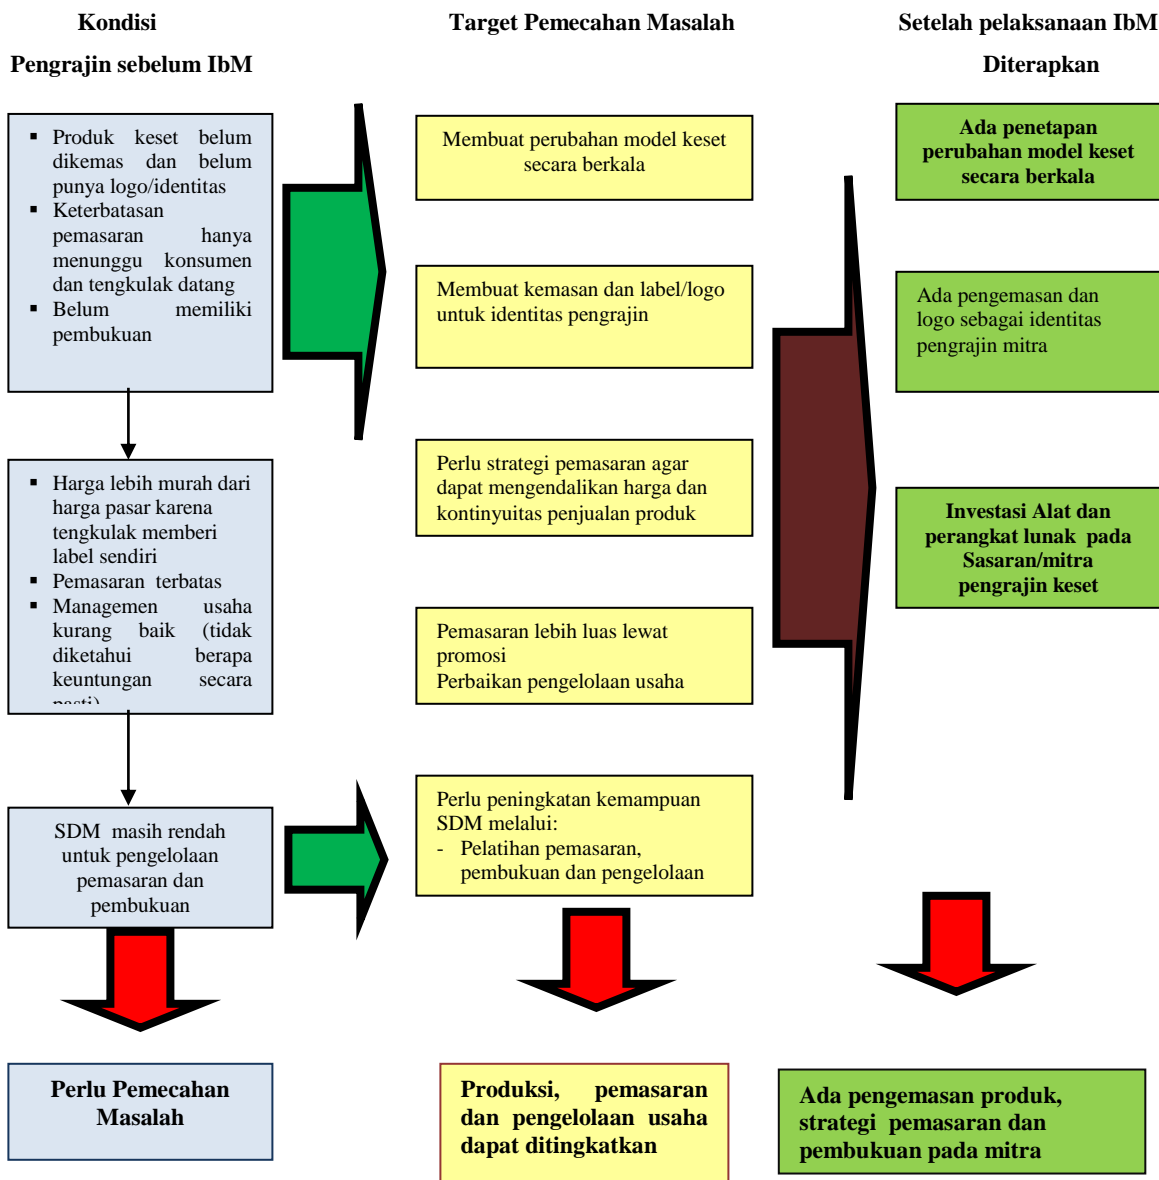 Kondisi
Pengrajin sebelum IbM
▪ Produk keset belum
dikemas dan belum
punya logo/identitas
▪ Keterbatasan
pemasaran hanya
menunggu konsumen
dan tengkulak datang
▪ Belum memiliki
pembukuan
▪ Harga lebih murah dari
harga pasar karena
tengkulak memberi
label sendiri
▪ Pemasaran terbatas
▪ Managemen usaha
kurang baik (tidak
diketahui berapa
keuntungan secara
pasti)
SDM masih rendah
untuk pengelolaan
pemasaran dan
pembukuan
Perlu Pemecahan
Masalah
Target Pemecahan Masalah
Membuat perubahan model keset
secara berkala
Membuat kemasan dan label/logo
untuk identitas pengrajin
Perlu strategi pemasaran agar
dapat mengendalikan harga dan
kontinyuitas penjualan produk
Pemasaran lebih luas lewat
promosi
Perbaikan pengelolaan usaha
Perlu peningkatan kemampuan
SDM melalui:
- Pelatihan pemasaran,
pembukuan dan pengelolaan
Produksi, pemasaran
dan pengelolaan usaha
dapat ditingkatkan
Setelah pelaksanaan IbM
Diterapkan
Ada penetapan
perubahan model keset
secara berkala
Ada pengemasan dan
logo sebagai identitas
pengrajin mitra
Investasi Alat dan
perangkat lunak pada
Sasaran/mitra
pengrajin keset
Ada pengemasan produk,
strategi pemasaran dan
pembukuan pada mitra